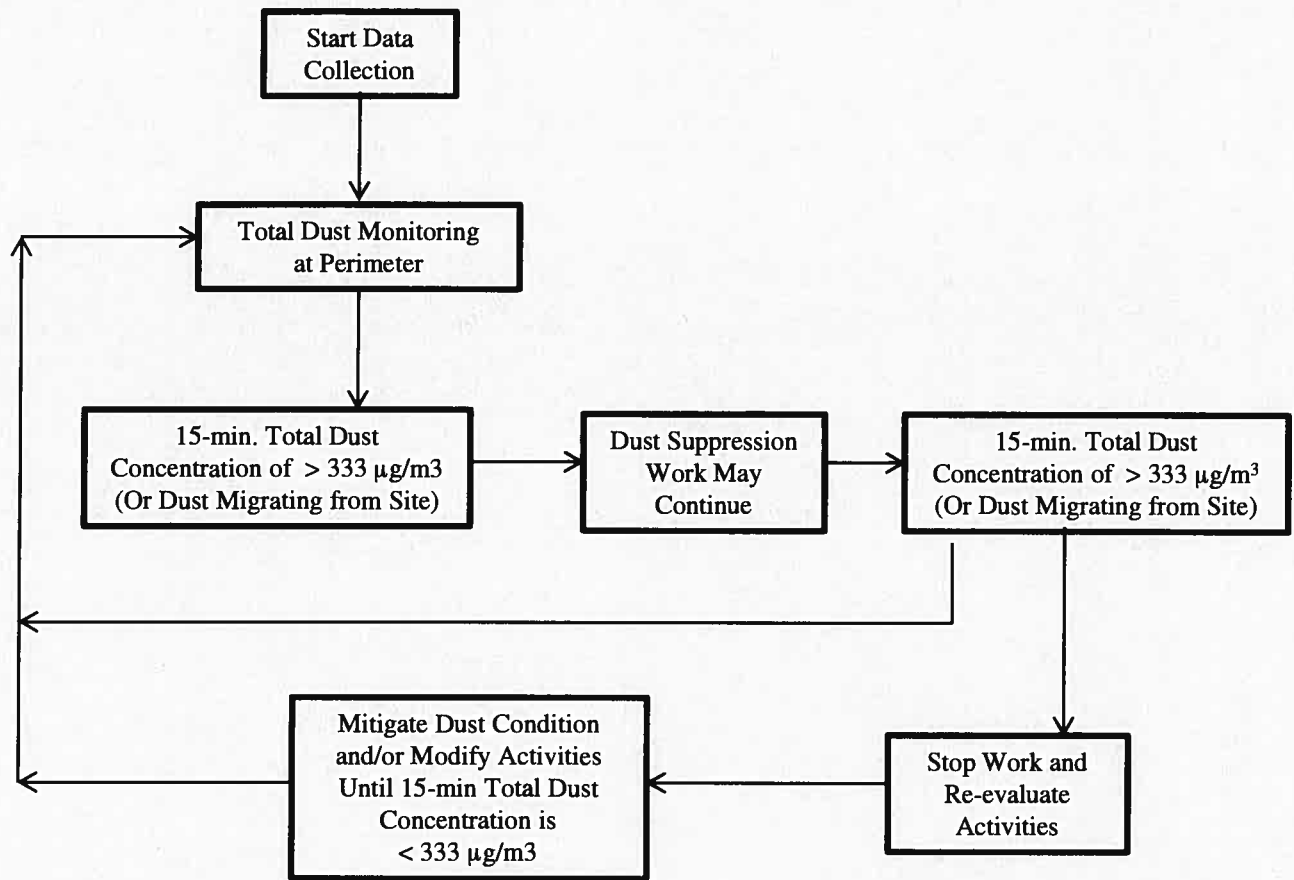 Start Data
Collection
Total Dust Monitoring
at Perimeter
15-min. Total Dust
Concentration of > 333 µg/m3
(Or Dust Migrating from Site)
Dust Suppression
Work May
Continue
15-min. Total Dust
Concentration of > 333 µg/m³
(Or Dust Migrating from Site)
Mitigate Dust Condition
and/or Modify Activities
Until 15-min Total Dust
Concentration is
< 333 µg/m3
Stop Work and
Re-evaluate
Activities